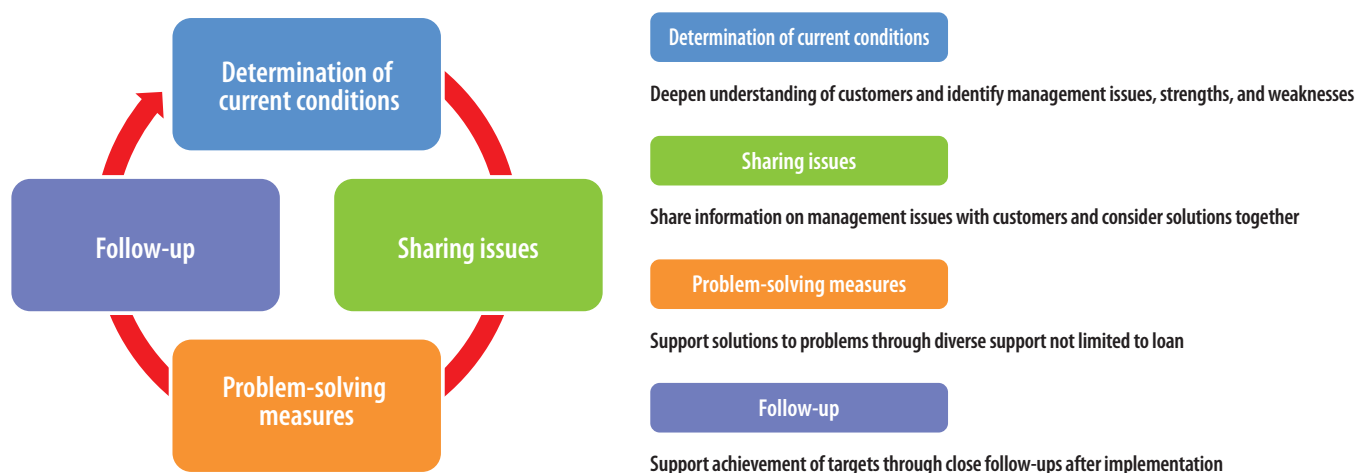 Determination of
current conditions
Follow-up
Sharing issues
Problem-solving
measures
Determination of current conditions
Deepen understanding of customers and identify management issues, strengths, and weaknesses
Sharing issues
Share information on management issues with customers and consider solutions together
Problem-solving measures
Support solutions to problems through diverse support not limited to loan
Follow-up
Support achievement of targets through close follow-ups after implementation